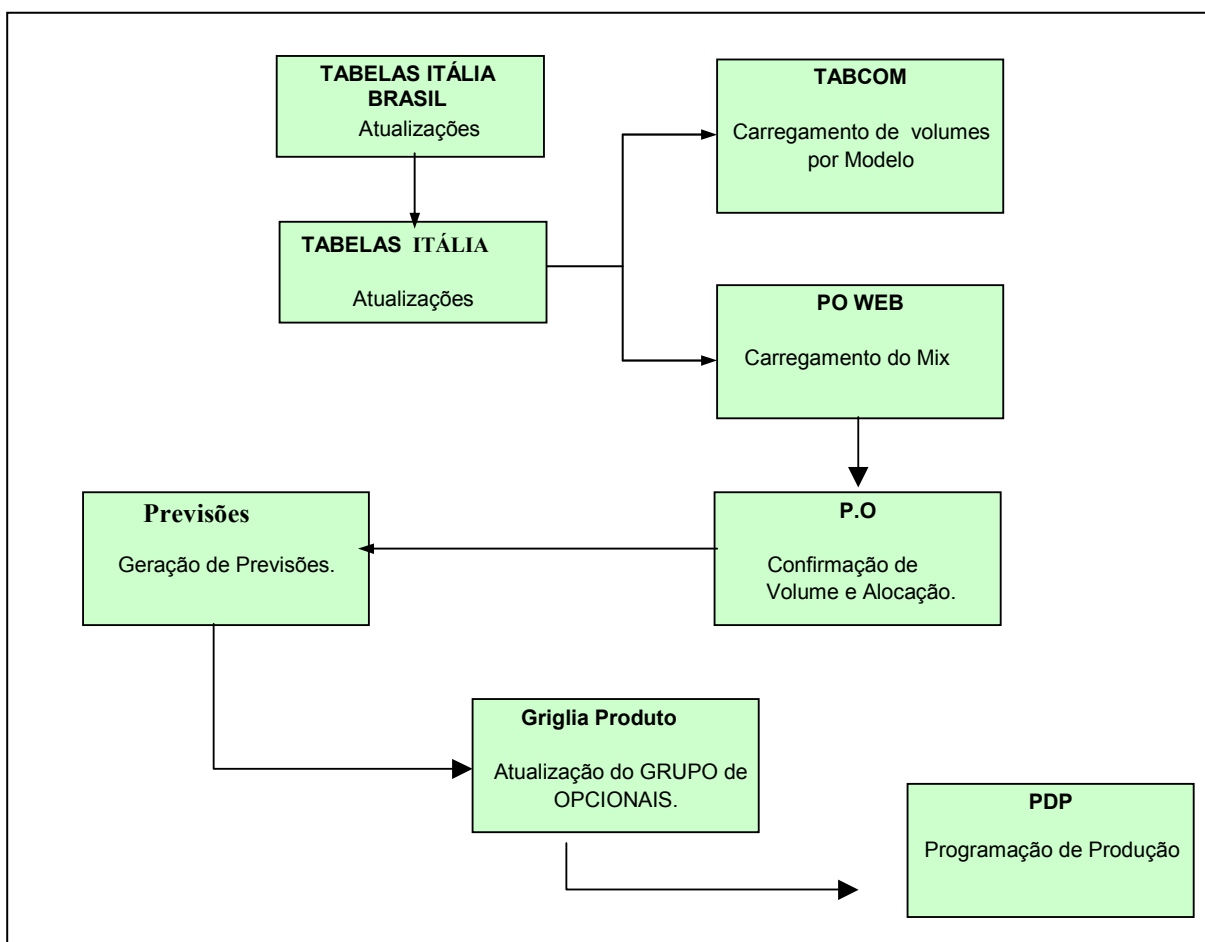 TABELAS ITÁLIA
BRASIL
Atualizações
TABCOM
Carregamento de volumes
por Modelo
TABELAS ITÁLIA
Atualizações
PO WEB
Carregamento do Mix
Previsões
Geração de Previsões.
P.O
Confirmação de
Volume e Alocação.
Griglia Produto
Atualização do GRUPO de
OPCIONAIS.
PDP
Programação de Produção